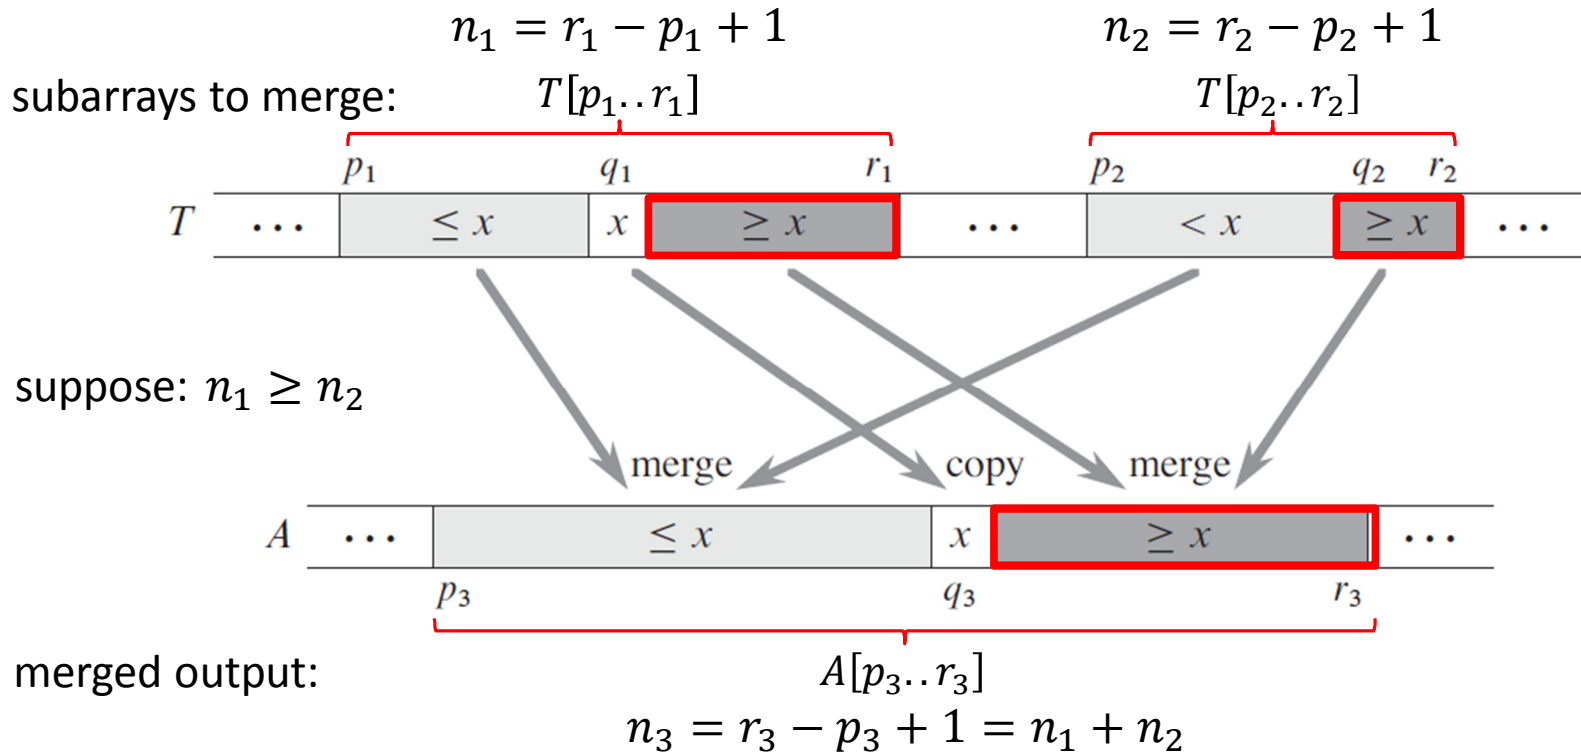 n₁ = r₁ − p₁ + 1 n₂ = r₂ − p₂ + 1
subarrays to merge: T[p₁..r₁] T[p₂..r₂]
p₁ q₁ r₁ p₂ q₂ r₂
T ··· ≤ x x ≥ x ··· < x ≥ x ···
suppose: n₁ ≥ n₂
merge copy merge
A ··· ≤ x x ≥ x ···
p₃ q₃ r₃
merged output: A[p₃..r₃]
n₃ = r₃ − p₃ + 1 = n₁ + n₂